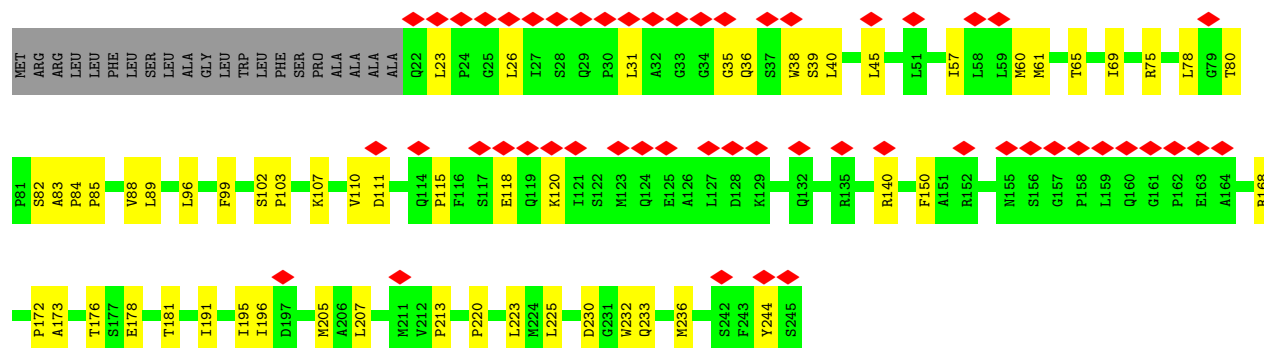 MET ARG ARG LEU LEU PHE LEU SER LEU ALA GLY LEU TRP LEU PHE SER PRO ALA ALA ALA ALA Q22 L23 P24 G25 L26 I27 S28 Q29 P30 L31 A32 G33 G34 G35 Q36 S37 W38 S39 L40 L45 L51 I57 L58 L59 M60 M61 T65 I69 R75 L78 G79 T80
P81 S82 A83 P84 P85 V88 L89 L96 F99 S102 P103 K107 V110 D111 Q114 P115 F116 S117 E118 Q119 K120 I121 S122 M123 Q124 E125 A126 L127 D128 K129 Q132 R135 R140 F150 A151 R152 N155 S156 G157 P158 L159 Q160 G161 P162 E163 A164 R168
P172 A173 T176 S177 E178 T181 I191 I195 I196 D197 M205 A206 L207 M211 V212 P213 P220 L223 M224 L225 D230 G231 W232 Q233 M236 S242 F243 Y244 S245